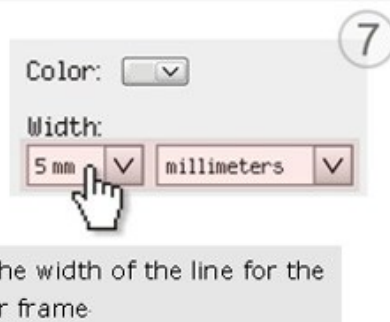 7
Color:
Width:
5 mm
millimeters
he width of the line for the
r frame